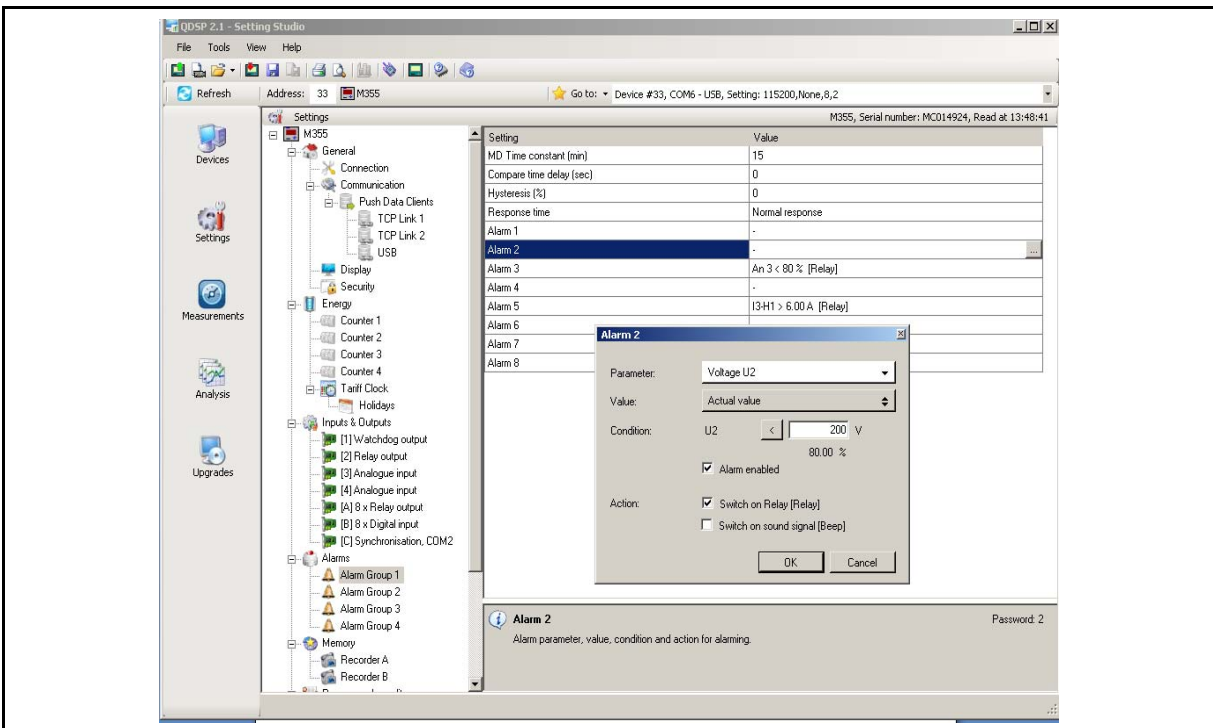 QDSP 2.1 - Setting Studio
File Tools View Help
Refresh Address: 33 M355 Go to: Device #33, COM6 - USB, Setting: 115200,None,8,2
Settings M355, Serial number: MC014924, Read at 13:48:41
Devices
Settings
Measurements
Analysis
Upgrades
M355
General
Connection
Communication
Push Data Clients
TCP Link 1
TCP Link 2
USB
Display
Security
Energy
Counter 1
Counter 2
Counter 3
Counter 4
Tariff Clock
Holidays
Inputs & Outputs
[1] Watchdog output
[2] Relay output
[3] Analogue input
[4] Analogue input
[A] 8 x Relay output
[B] 8 x Digital input
[C] Synchronisation, COM2
Alarms
Alarm Group 1
Alarm Group 2
Alarm Group 3
Alarm Group 4
Memory
Recorder A
Recorder B
Setting Value
MD Time constant (min) 15
Compare time delay (sec) 0
Hysteresis (%) 0
Response time Normal response
Alarm 1 -
Alarm 2 - ...
Alarm 3 An 3 < 80 % [Relay]
Alarm 4 -
Alarm 5 I3-H1 > 6.00 A [Relay]
Alarm 6
Alarm 7
Alarm 8
Alarm 2
Parameter: Voltage U2
Value: Actual value
Condition: U2 < 200 V
80.00 %
Alarm enabled
Action: Switch on Relay [Relay]
Switch on sound signal [Beep]
OK Cancel
Alarm 2 Password: 2
Alarm parameter, value, condition and action for alarming.